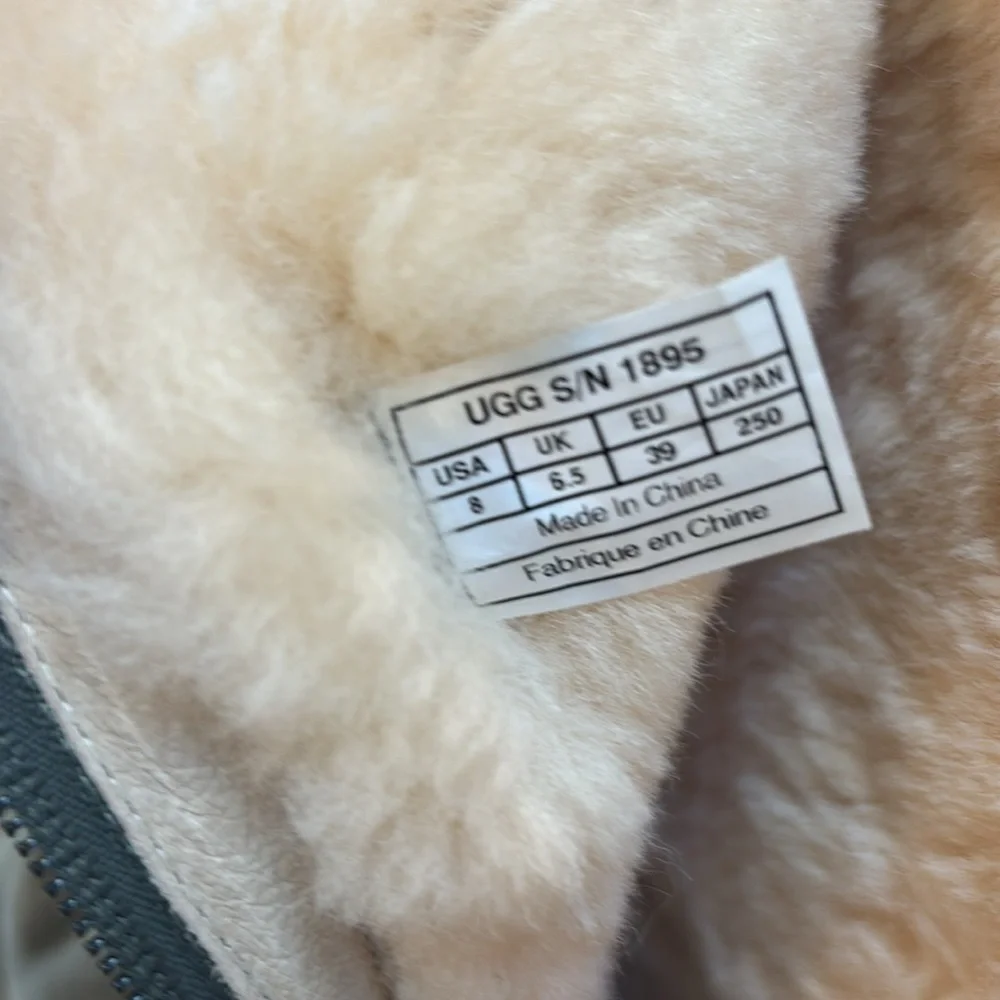 UGG S/N 1895
USA UK EU JAPAN
8 6.5 39 250
Made In China
Fabrique en Chine